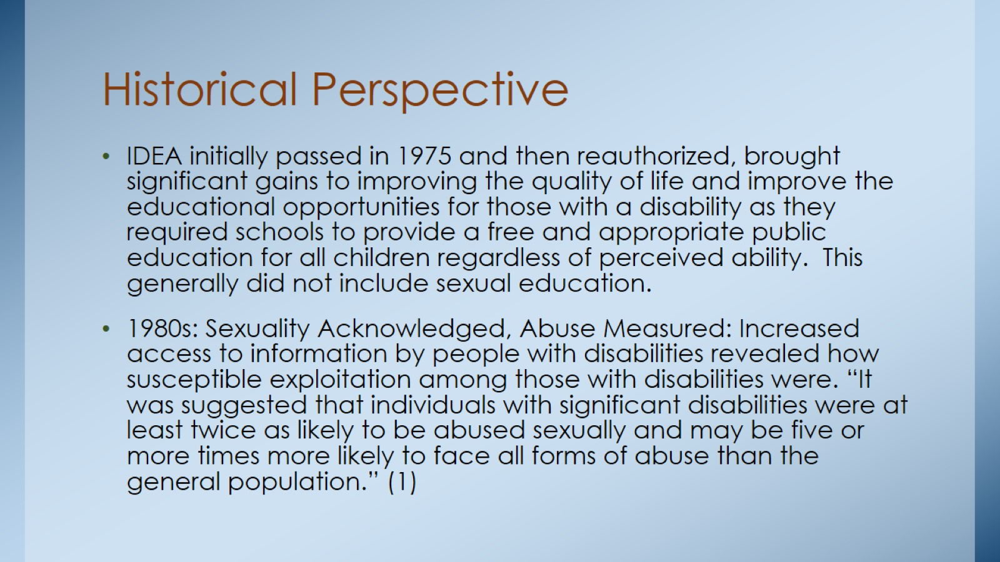 Historical Perspective
• IDEA initially passed in 1975 and then reauthorized, brought
significant gains to improving the quality of life and improve the
educational opportunities for those with a disability as they
required schools to provide a free and appropriate public
education for all children regardless of perceived ability.  This
generally did not include sexual education.
• 1980s: Sexuality Acknowledged, Abuse Measured: Increased
access to information by people with disabilities revealed how
susceptible exploitation among those with disabilities were. “It
was suggested that individuals with significant disabilities were at
least twice as likely to be abused sexually and may be five or
more times more likely to face all forms of abuse than the
general population.” (1)